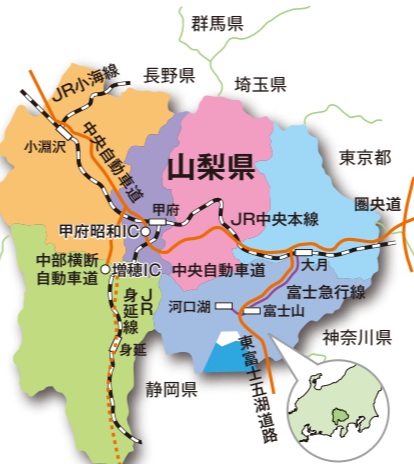 群馬県
長野県
埼玉県
JR小海線
小淵沢
中央自動車道
山梨県
東京都
甲府
圏央道
甲府昭和IC
JR中央本線
中部横断
自動車道
増穂IC
中央自動車道
大月
富士急行線
JR
身延線
河口湖
富士山
身延
神奈川県
静岡県
東富士五湖道路